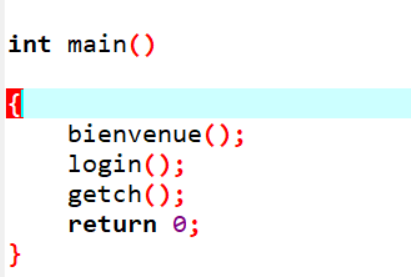 int main()
{
    bienvenue();
    login();
    getch();
    return 0;
}